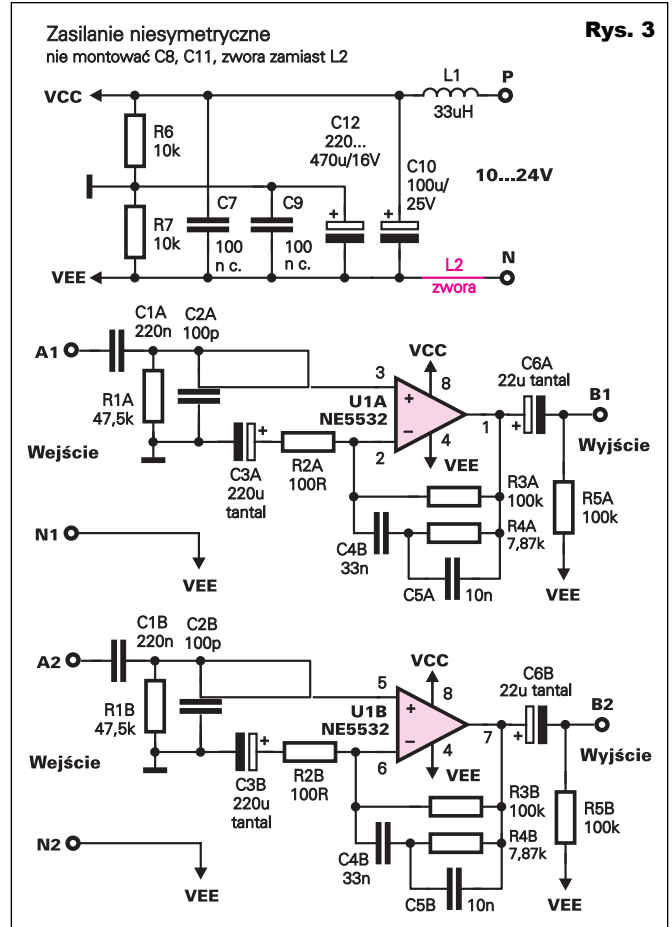 Zasilanie niesymetryczne
nie montować C8, C11, zwora zamiast L2
Rys. 3
L1
33uH
P
VCC
R6
10k
C12
220...
470u/16V
C10
100u/
25V
10...24V
R7
10k
C7
100
n c.
C9
100
n c.
+
+
VEE
L2
zwora
N
C1A
220n
C2A
100p
A1
R1A
47,5k
Wejście
C3A
220u
tantal
+
R2A
100R
3
2
+
−
U1A
NE5532
VCC
8
4
VEE
1
C6A
22u tantal
+
B1
Wyjście
R3A
100k
R4A
7,87k
R5A
100k
C4B
33n
C5A
10n
VEE
N1
VEE
C1B
220n
C2B
100p
A2
R1B
47,5k
Wejście
C3B
220u
tantal
+
R2B
100R
5
6
+
−
U1B
NE5532
VCC
8
4
VEE
7
C6B
22u tantal
+
B2
Wyjście
R3B
100k
R4B
7,87k
R5B
100k
C4B
33n
C5B
10n
VEE
N2
VEE